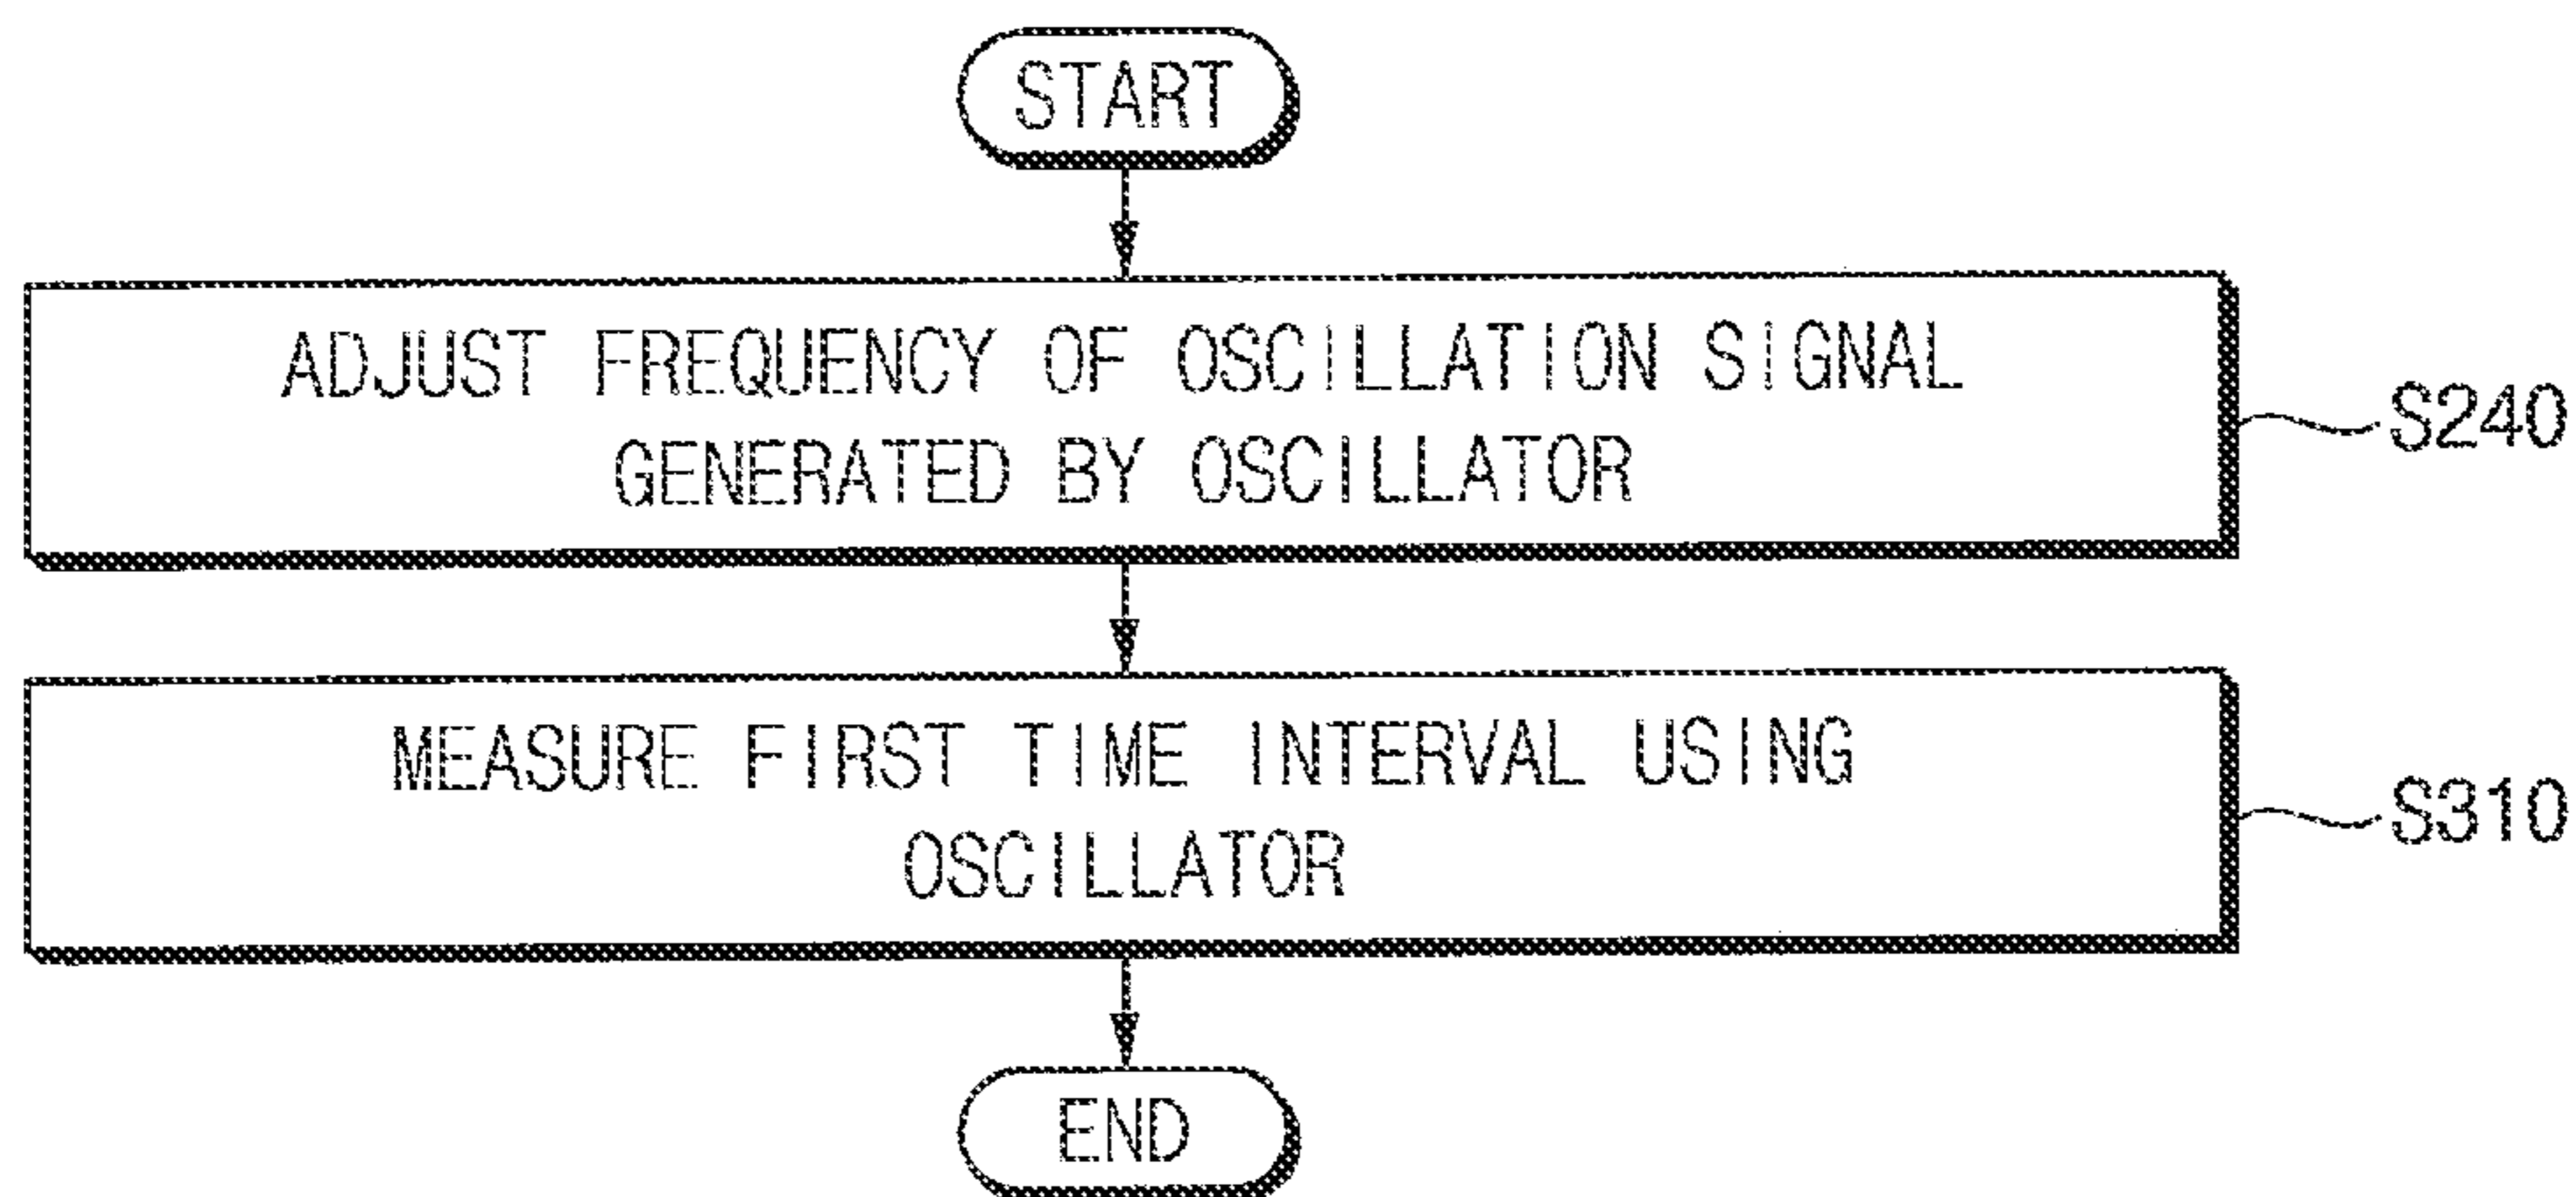 START
ADJUST FREQUENCY OF OSCILLATION SIGNAL
GENERATED BY OSCILLATOR
S240
MEASURE FIRST TIME INTERVAL USING
OSCILLATOR
S310
END